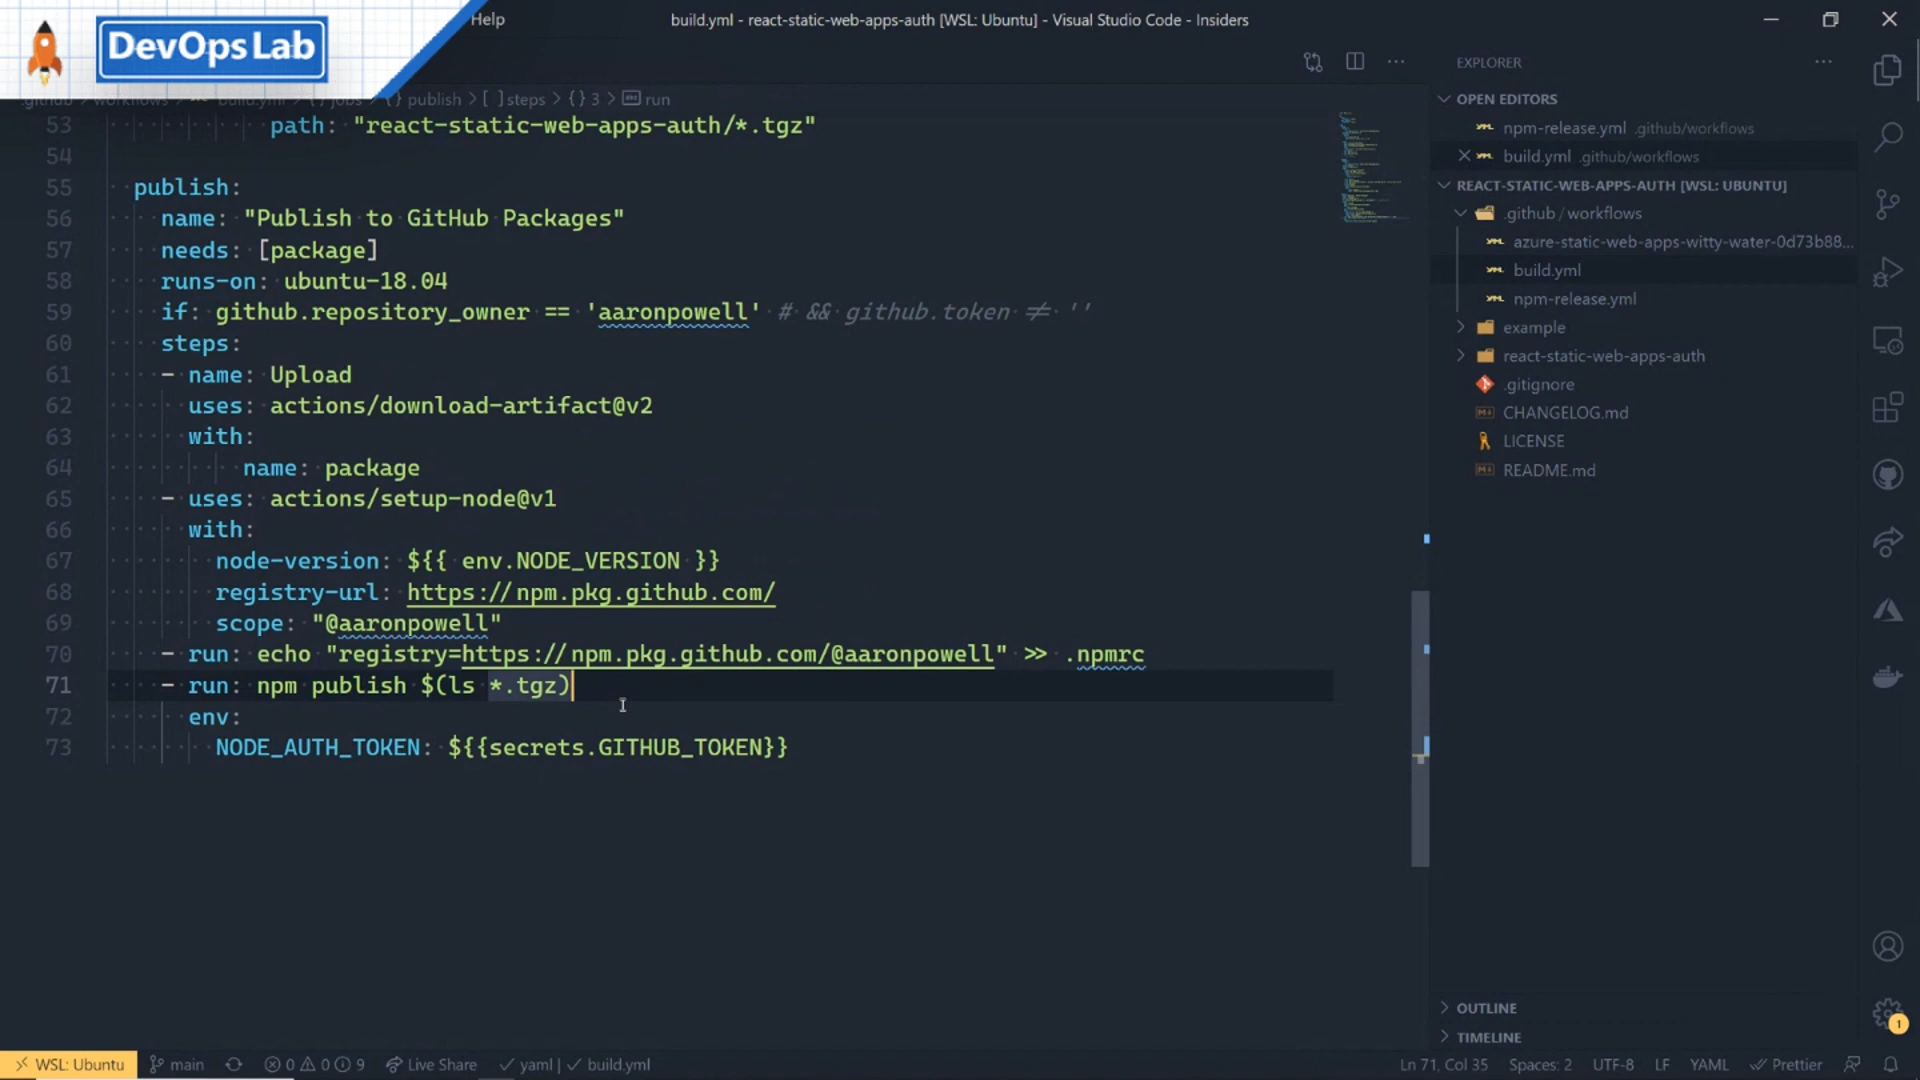 DevOps Lab
Help
build.yml - react-static-web-apps-auth [WSL: Ubuntu] - Visual Studio Code - Insiders
.github > workflows > build.yml > {} jobs > {} publish > [ ] steps > {} 3 > run
53 path: "react-static-web-apps-auth/*.tgz"
54
55 publish:
56 name: "Publish to GitHub Packages"
57 needs: [package]
58 runs-on: ubuntu-18.04
59 if: github.repository_owner == 'aaronpowell' # && github.token != ''
60 steps:
61 - name: Upload
62 uses: actions/download-artifact@v2
63 with:
64 name: package
65 - uses: actions/setup-node@v1
66 with:
67 node-version: ${{ env.NODE_VERSION }}
68 registry-url: https://npm.pkg.github.com/
69 scope: "@aaronpowell"
70 - run: echo "registry=https://npm.pkg.github.com/@aaronpowell" >> .npmrc
71 - run: npm publish $(ls *.tgz)
72 env:
73 NODE_AUTH_TOKEN: ${{secrets.GITHUB_TOKEN}}
EXPLORER
OPEN EDITORS
npm-release.yml .github/workflows
build.yml .github/workflows
REACT-STATIC-WEB-APPS-AUTH [WSL: UBUNTU]
.github / workflows
azure-static-web-apps-witty-water-0d73b88...
build.yml
npm-release.yml
example
react-static-web-apps-auth
.gitignore
CHANGELOG.md
LICENSE
README.md
OUTLINE
TIMELINE
1
WSL: Ubuntu main 0 0 9 Live Share yaml | build.yml Ln 71, Col 35 Spaces: 2 UTF-8 LF YAML Prettier